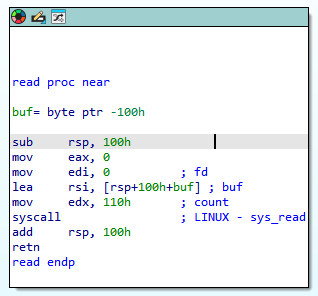 read proc near
buf= byte ptr -100h
sub rsp, 100h
mov eax, 0
mov edi, 0 ; fd
lea rsi, [rsp+100h+buf] ; buf
mov edx, 110h ; count
syscall ; LINUX - sys_read
add rsp, 100h
retn
read endp